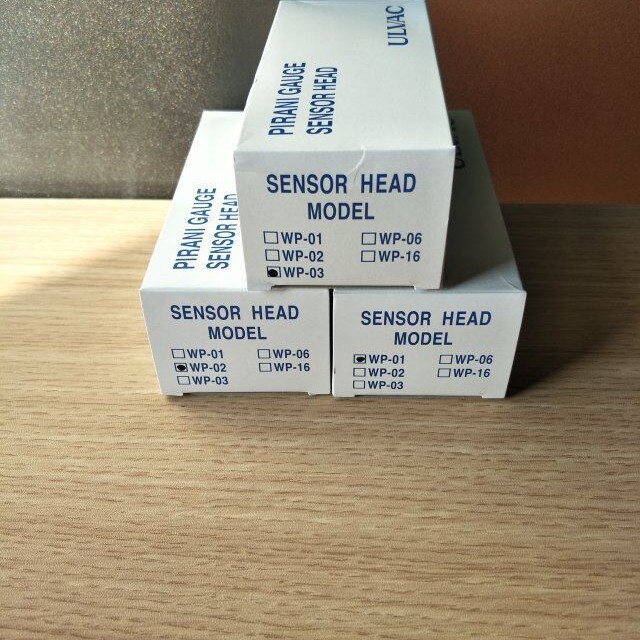 ULVAC
PIRANI GAUGE
SENSOR HEAD
SENSOR HEAD
MODEL
WP-01 WP-06
WP-02 WP-16
WP-03
PIRANI GAUGE
SENSOR HEAD
SENSOR HEAD
MODEL
WP-01 WP-06
WP-02 WP-16
WP-03
SENSOR HEAD
MODEL
WP-01 WP-06
WP-02 WP-16
WP-03